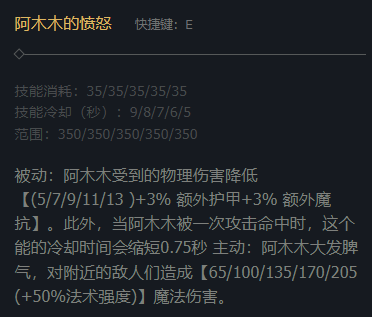 阿木木的愤怒 快捷键：E
技能消耗：35/35/35/35/35
技能冷却（秒）：9/8/7/6/5
范围：350/350/350/350/350
被动：阿木木受到的物理伤害降低
【(5/7/9/11/13 )+3% 额外护甲+3% 额外魔
抗】。此外，当阿木木被一次攻击命中时，这个
能的冷却时间会缩短0.75秒 主动：阿木木大发脾
气，对附近的敌人们造成【65/100/135/170/205
(+50%法术强度)】魔法伤害。